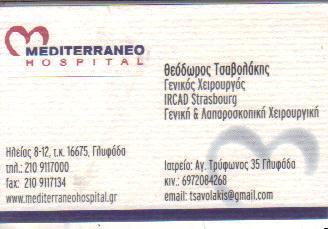 MEDITERRANEO
HOSPITAL
Θεόδωρος Τσαβολάκης
Γενικός Χειρουργός
IRCAD Strasbourg
Γενική & Λαπαροσκοπική Χειρουργική
Ηλείας 8-12, τ.κ. 16675, Γλυφάδα
τηλ.: 210 9117000
fax: 210 9117134
www.mediterraneohospital.gr
Ιατρείο: Αγ. Τρύφωνος 35 Γλυφάδα
κιν.: 6972084268
email: tsavolakis@gmail.com